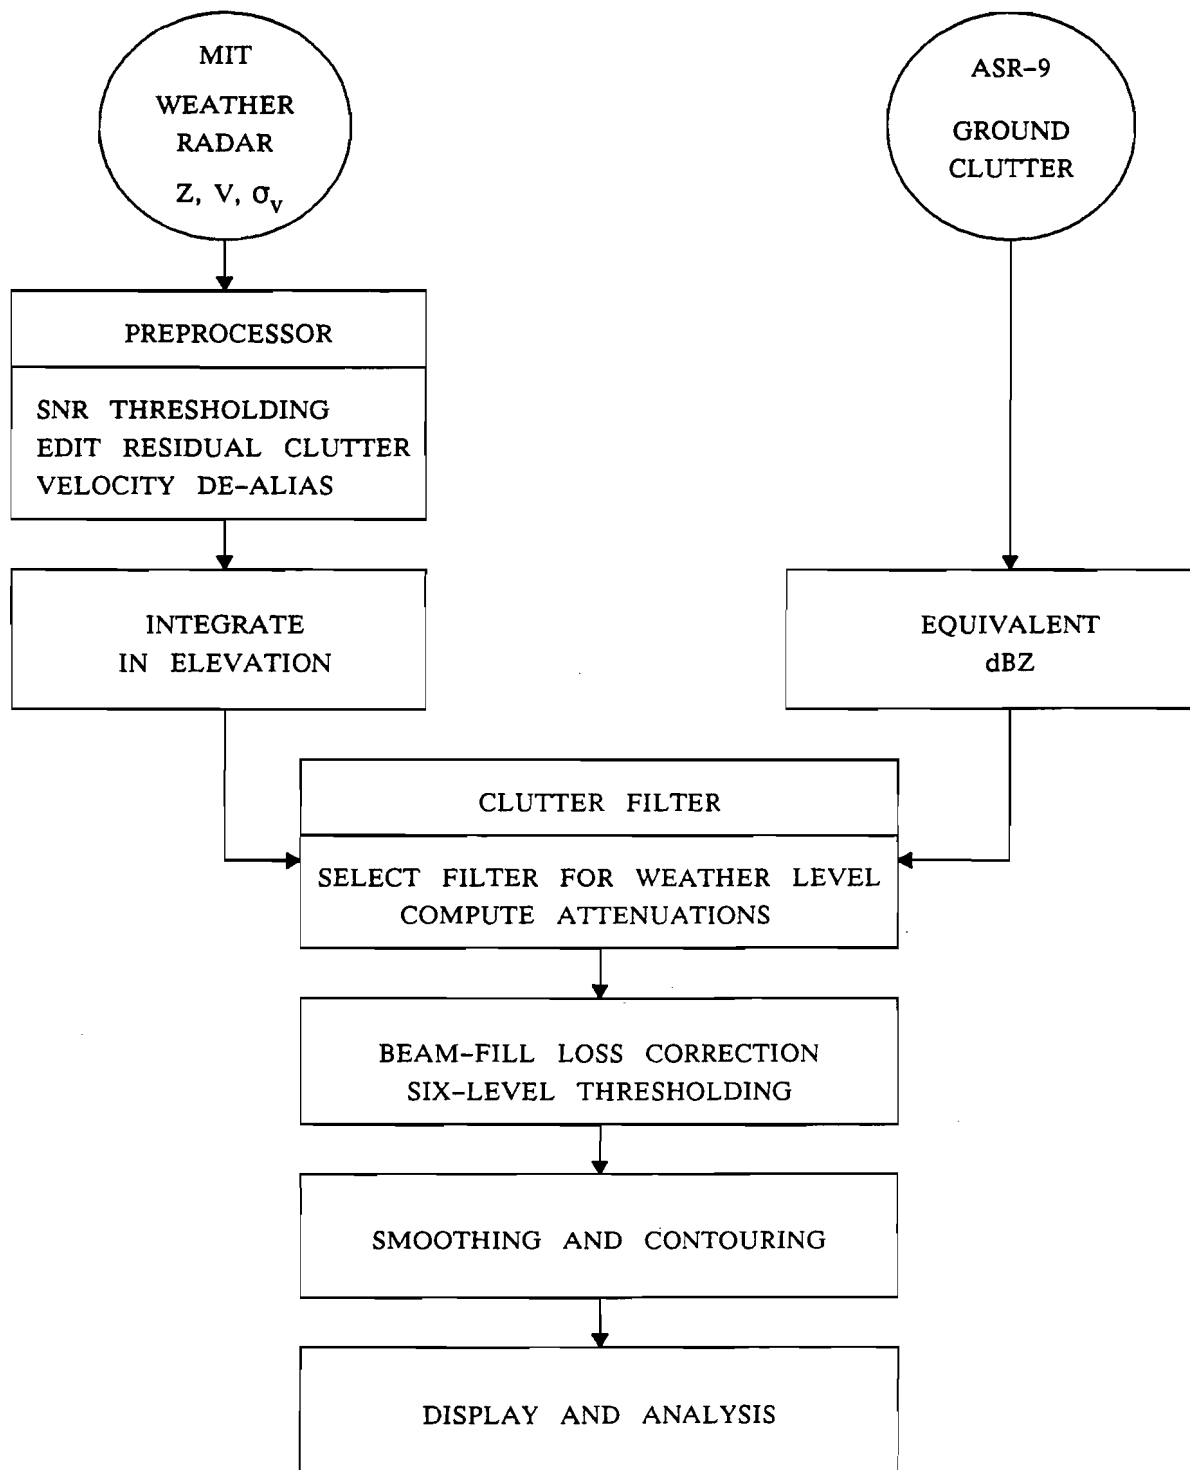 MIT
WEATHER
RADAR
Z, V, σv
ASR-9
GROUND
CLUTTER
PREPROCESSOR
SNR THRESHOLDING
EDIT RESIDUAL CLUTTER
VELOCITY DE-ALIAS
INTEGRATE
IN ELEVATION
EQUIVALENT
dBZ
CLUTTER FILTER
SELECT FILTER FOR WEATHER LEVEL
COMPUTE ATTENUATIONS
BEAM-FILL LOSS CORRECTION
SIX-LEVEL THRESHOLDING
SMOOTHING AND CONTOURING
DISPLAY AND ANALYSIS